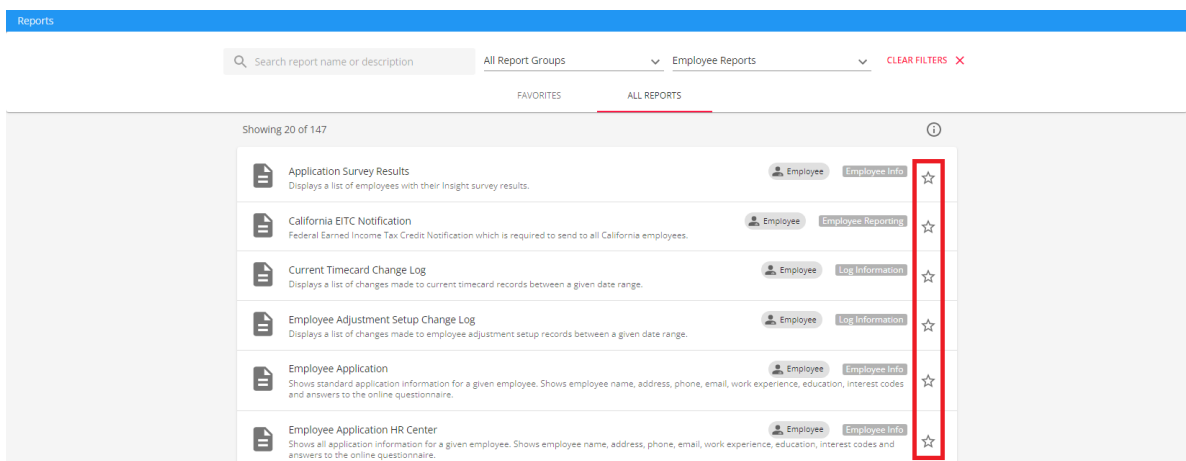 Reports
Search report name or description
All Report Groups
Employee Reports
CLEAR FILTERS
FAVORITES
ALL REPORTS
Showing 20 of 147
Application Survey Results
Employee
Employee Info
Displays a list of employees with their Insight survey results.
California EITC Notification
Employee
Employee Reporting
Federal Earned Income Tax Credit Notification which is required to send to all California employees.
Current Timecard Change Log
Employee
Log Information
Displays a list of changes made to current timecard records between a given date range.
Employee Adjustment Setup Change Log
Employee
Log Information
Displays a list of changes made to employee adjustment setup records between a given date range.
Employee Application
Employee
Employee Info
Shows standard application information for a given employee. Shows employee name, address, phone, email, work experience, education, interest codes
and answers to the online questionnaire.
Employee Application HR Center
Employee
Employee Info
Shows all application information for a given employee. Shows employee name, address, phone, email, work experience, education, interest codes and
answers to the online questionnaire.